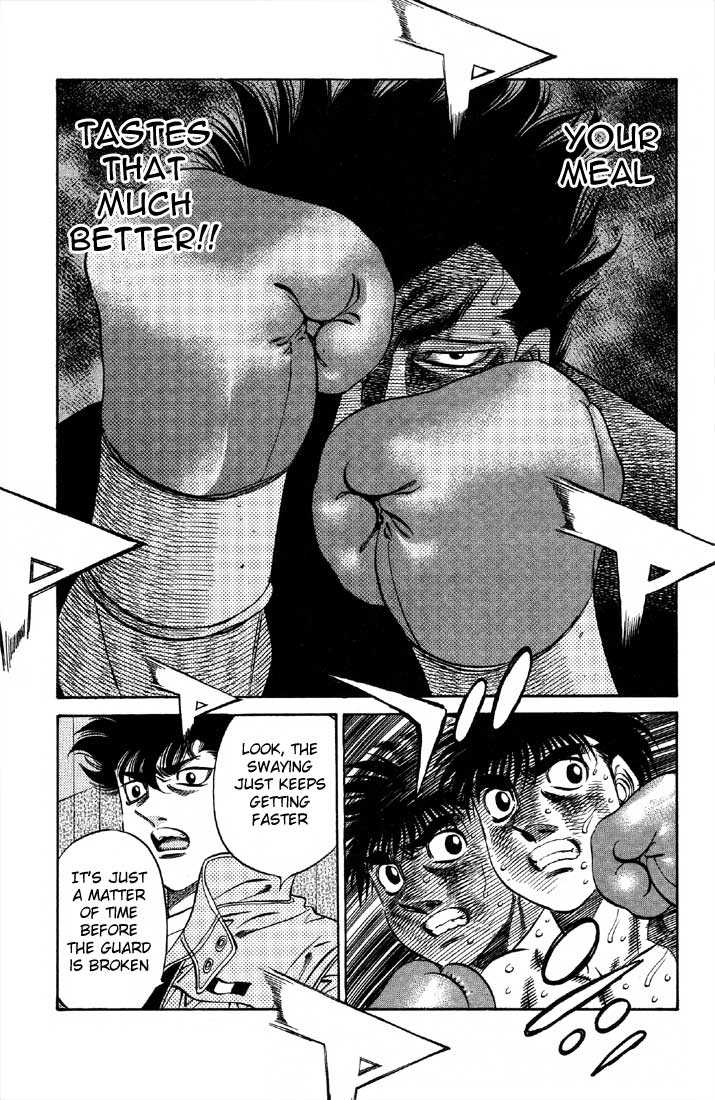 YOUR
MEAL
TASTES
THAT
MUCH
BETTER!!
LOOK, THE
SWAYING
JUST KEEPS
GETTING
FASTER
IT'S JUST
A MATTER
OF TIME
BEFORE
THE GUARD
IS BROKEN